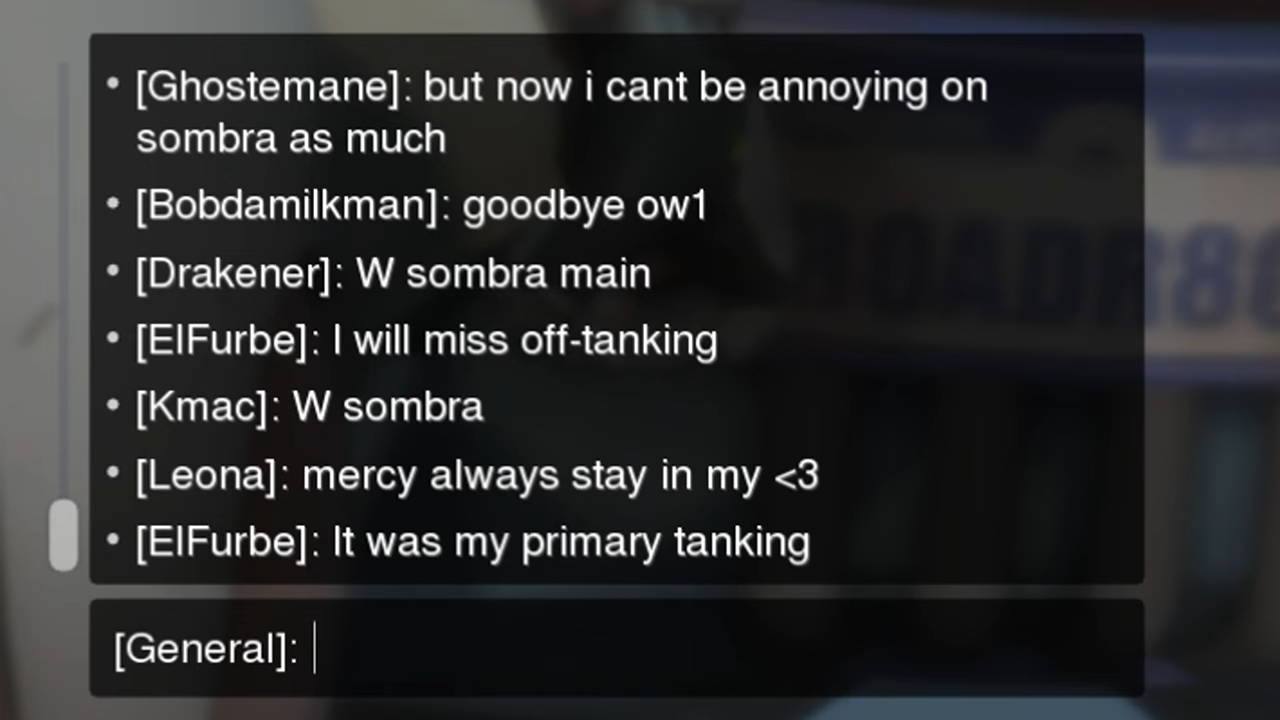 • [Ghostemane]: but now i cant be annoying on
sombra as much
• [Bobdamilkman]: goodbye ow1
• [Drakener]: W sombra main
• [ElFurbe]: I will miss off-tanking
• [Kmac]: W sombra
• [Leona]: mercy always stay in my <3
• [ElFurbe]: It was my primary tanking
[General]: